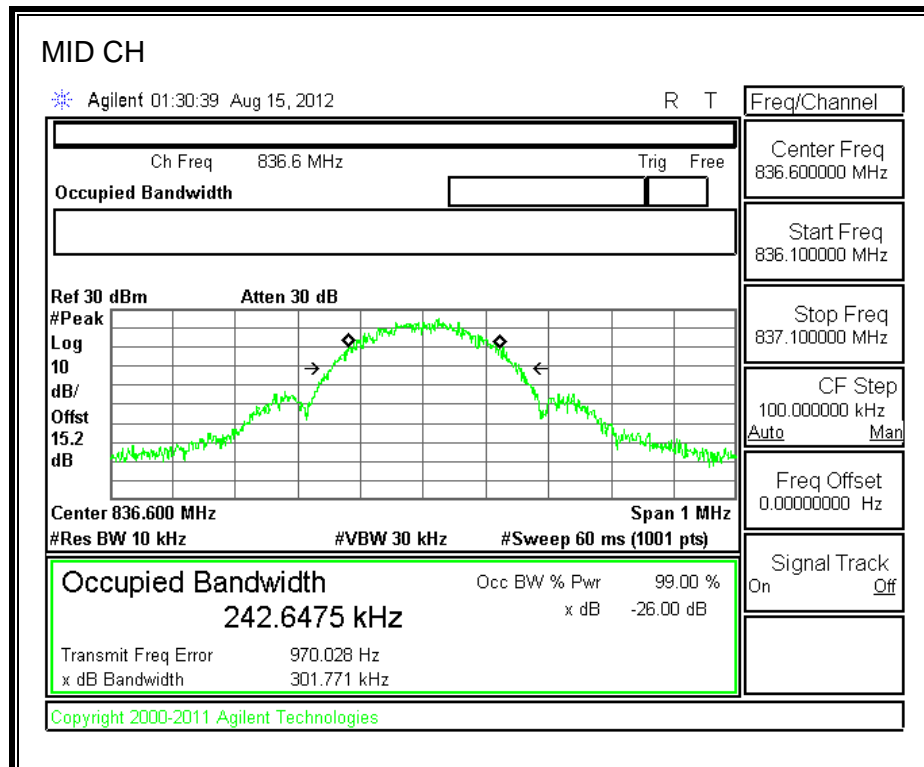 MID CH
Agilent 01:30:39 Aug 15, 2012 R T
Ch Freq 836.6 MHz Trig Free
Occupied Bandwidth
Ref 30 dBm Atten 30 dB
#Peak
Log
10
dB/
Offst
15.2
dB
Center 836.600 MHz Span 1 MHz
#Res BW 10 kHz #VBW 30 kHz #Sweep 60 ms (1001 pts)
Occupied Bandwidth Occ BW % Pwr 99.00 %
242.6475 kHz x dB -26.00 dB
Transmit Freq Error 970.028 Hz
x dB Bandwidth 301.771 kHz
Copyright 2000-2011 Agilent Technologies
Freq/Channel
Center Freq
836.600000 MHz
Start Freq
836.100000 MHz
Stop Freq
837.100000 MHz
CF Step
100.000000 kHz
Auto Man
Freq Offset
0.00000000 Hz
Signal Track
On Off